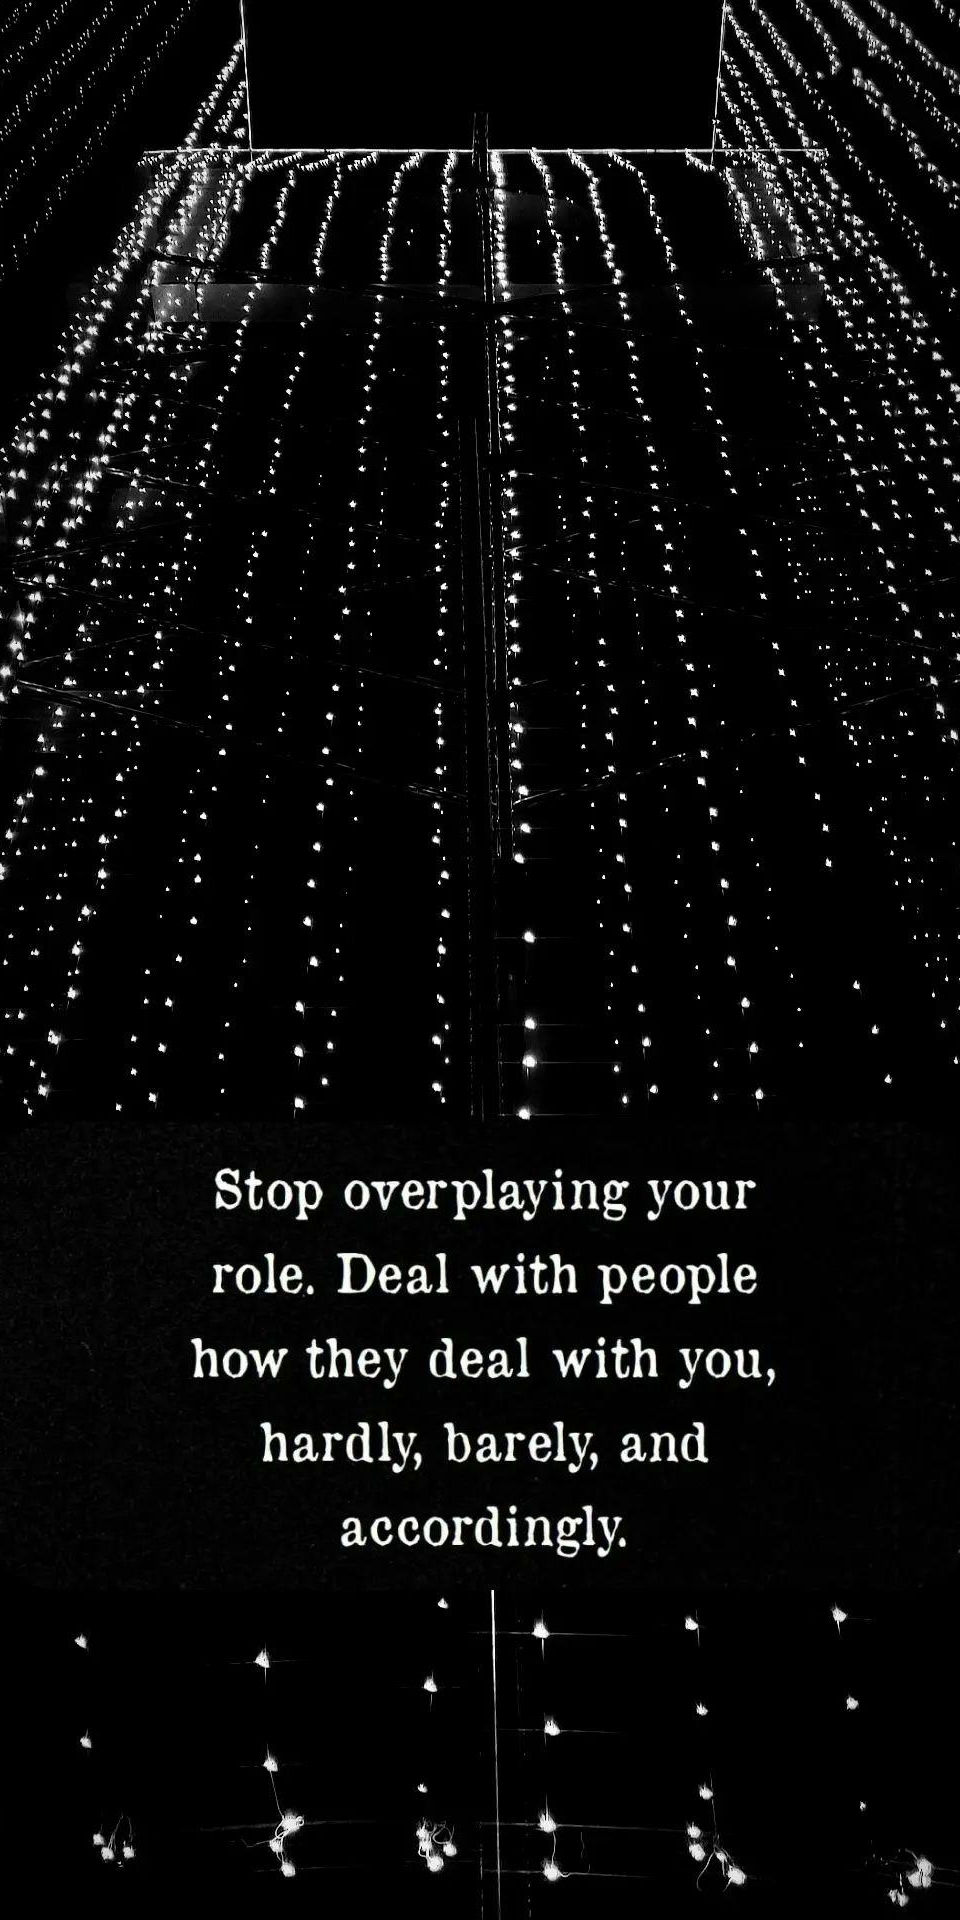 Stop overplaying your
role. Deal with people
how they deal with you,
hardly, barely, and
accordingly.